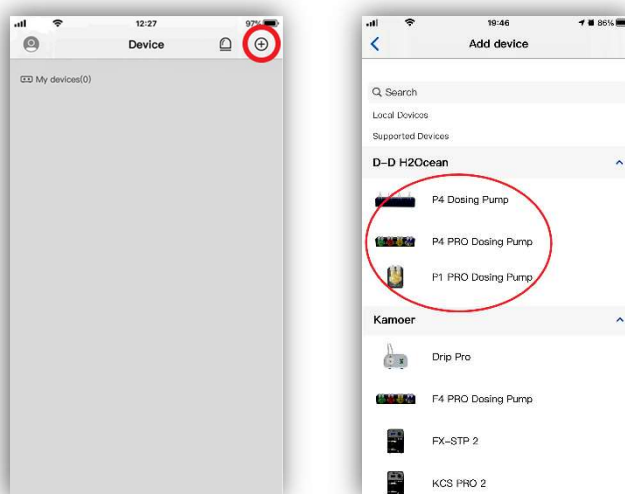 12:27
97%
Device
My devices(0)
19:46
86%
Add device
Search
Local Devices
Supported Devices
D-D H2Ocean
P4 Dosing Pump
P4 PRO Dosing Pump
P1 PRO Dosing Pump
Kamoer
Drip Pro
F4 PRO Dosing Pump
FX-STP 2
KCS PRO 2